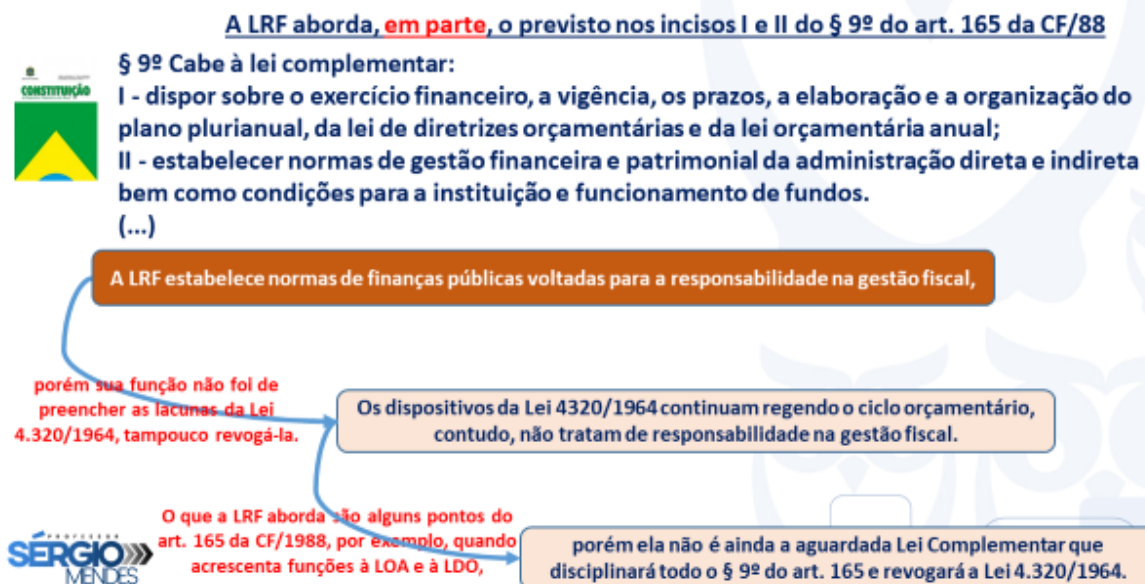 A LRF aborda, em parte, o previsto nos incisos I e II do § 9º do art. 165 da CF/88
CONSTITUIÇÃO
§ 9º Cabe à lei complementar:
I - dispor sobre o exercício financeiro, a vigência, os prazos, a elaboração e a organização do
plano plurianual, da lei de diretrizes orçamentárias e da lei orçamentária anual;
II - estabelecer normas de gestão financeira e patrimonial da administração direta e indireta
bem como condições para a instituição e funcionamento de fundos.
(...)
A LRF estabelece normas de finanças públicas voltadas para a responsabilidade na gestão fiscal,
porém sua função não foi de
preencher as lacunas da Lei
4.320/1964, tampouco revogá-la.
Os dispositivos da Lei 4320/1964 continuam regendo o ciclo orçamentário,
contudo, não tratam de responsabilidade na gestão fiscal.
O que a LRF aborda são alguns pontos do
art. 165 da CF/1988, por exemplo, quando
acrescenta funções à LOA e à LDO,
porém ela não é ainda a aguardada Lei Complementar que
disciplinará todo o § 9º do art. 165 e revogará a Lei 4.320/1964.
PROFESSOR
SÉRGIO
MENDES